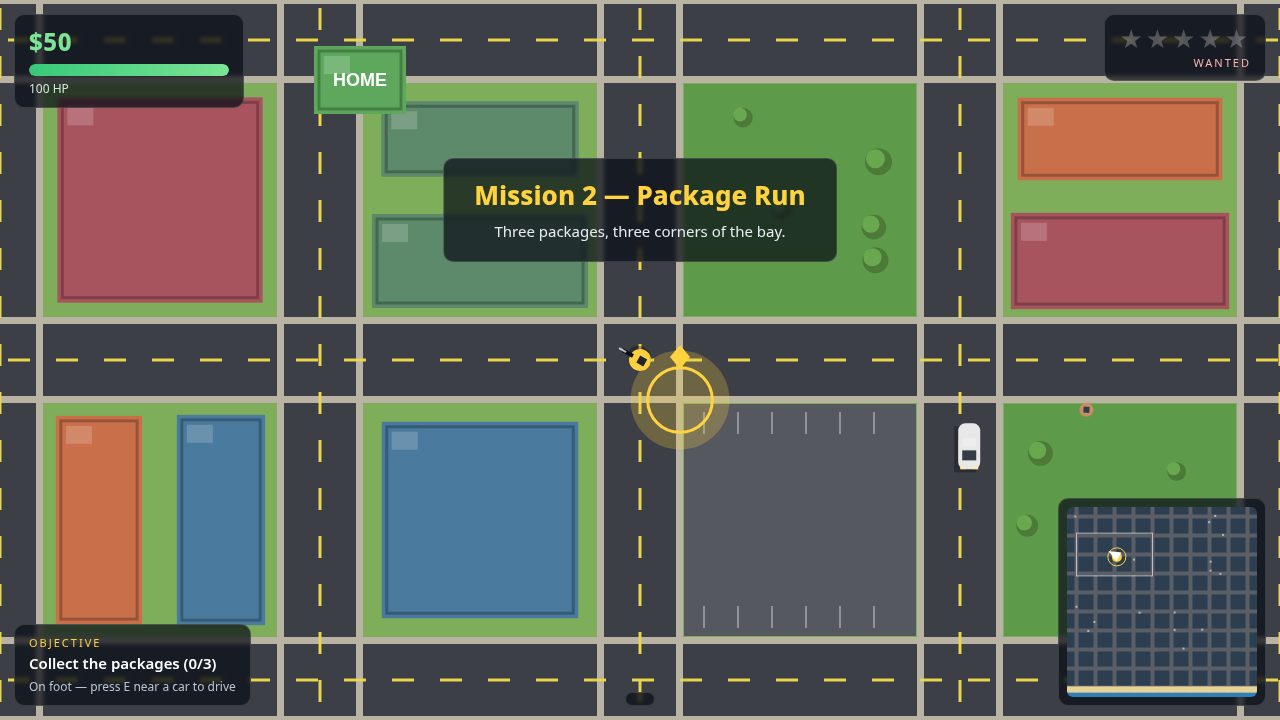 $50
100 HP
HOME
★★★★★
WANTED
Mission 2 — Package Run
Three packages, three corners of the bay.
OBJECTIVE
Collect the packages (0/3)
On foot — press E near a car to drive